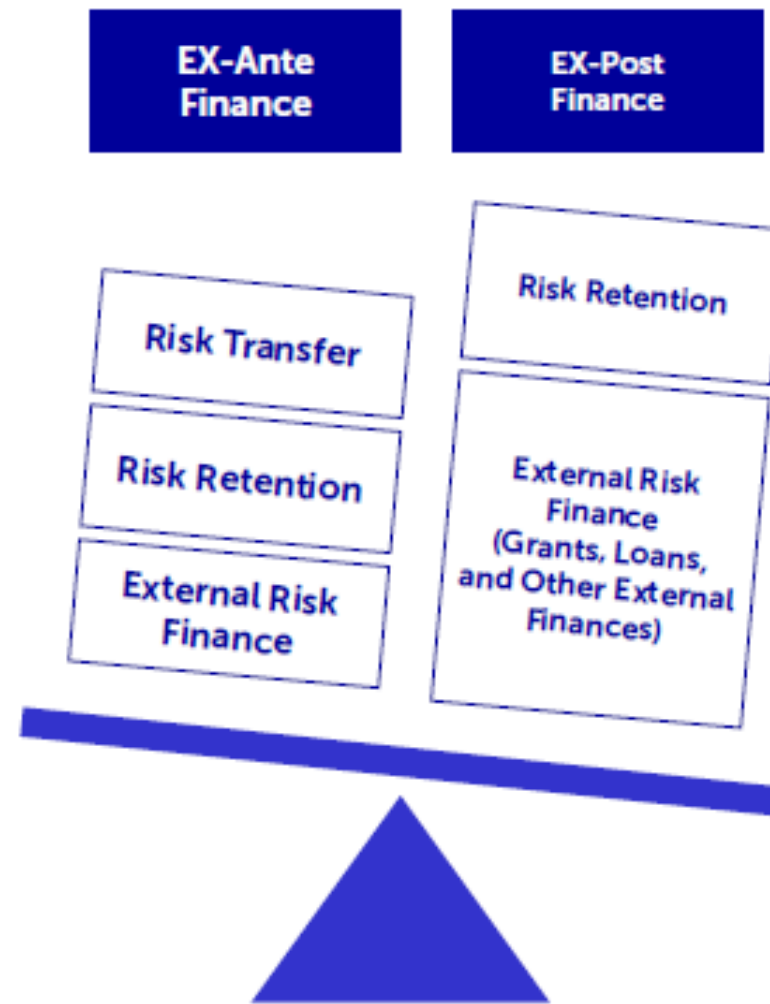 EX-Ante
Finance
EX-Post
Finance
Risk Transfer
Risk Retention
External Risk
Finance
Risk Retention
External Risk
Finance
(Grants, Loans,
and Other External
Finances)